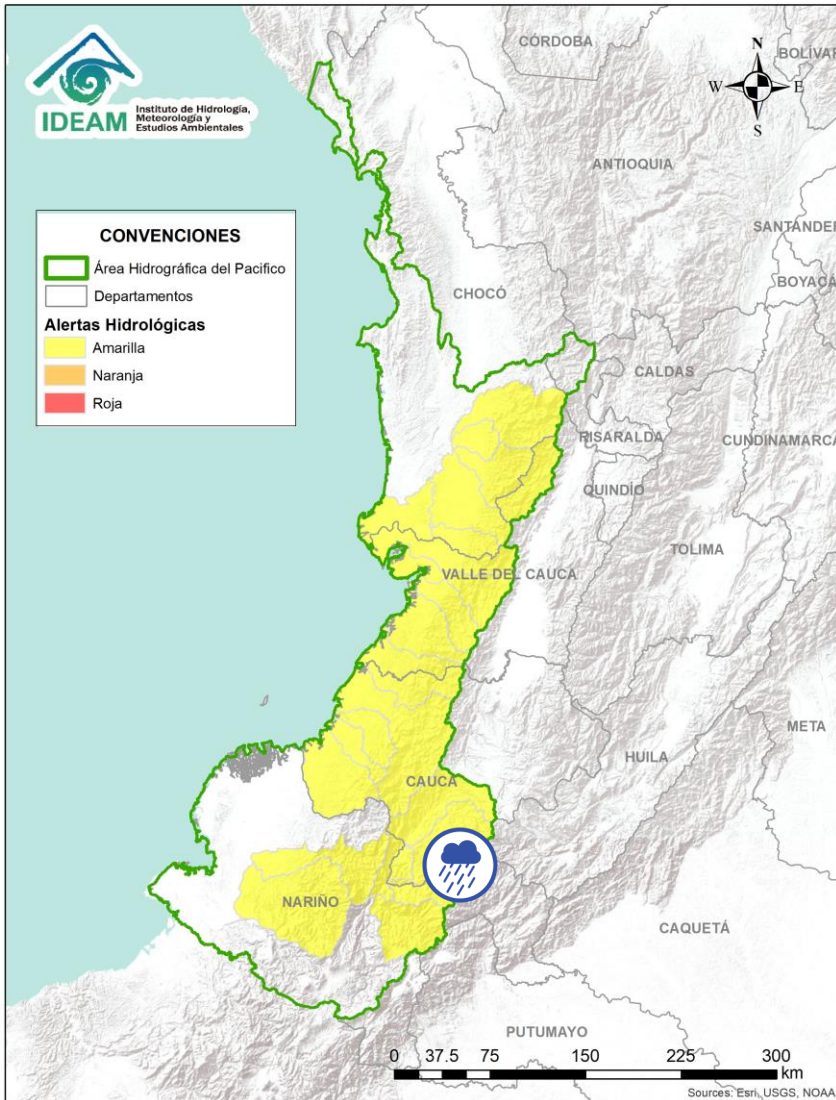 IDEAM
Instituto de Hidrología,
Meteorología y
Estudios Ambientales
CONVENCIONES
Área Hidrográfica del Pacifico
Departamentos
Alertas Hidrológicas
Amarilla
Naranja
Roja
N
W
E
S
CÓRDOBA
BOLÍVAR
ANTIOQUIA
SANTANDER
BOYACÁ
CHOCÓ
CALDAS
RISARALDA
CUNDINAMARCA
QUINDÍO
TOLIMA
VALLE DEL CAUCA
META
HUILA
CAUCA
NARIÑO
CAQUETÁ
PUTUMAYO
0 37.5 75 150 225 300
km
Sources: Esri, USGS, NOAA